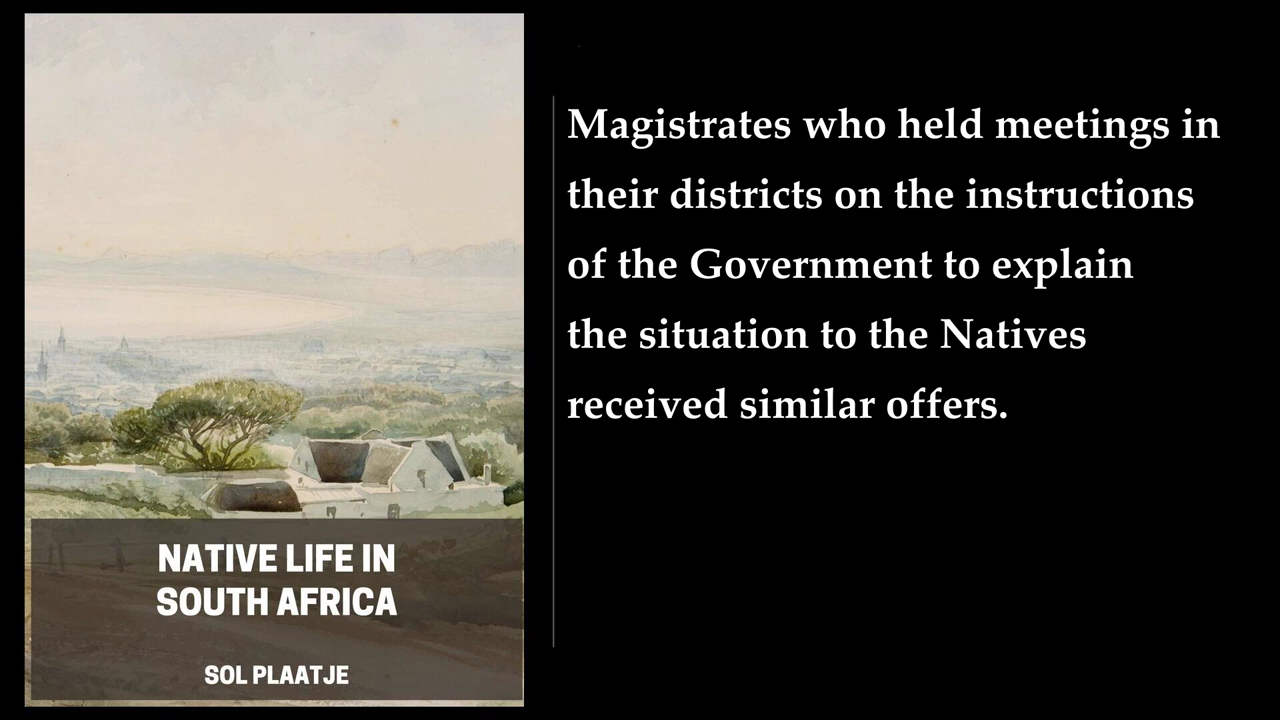 NATIVE LIFE IN
SOUTH AFRICA
SOL PLAATJE
Magistrates who held meetings in
their districts on the instructions
of the Government to explain
the situation to the Natives
received similar offers.